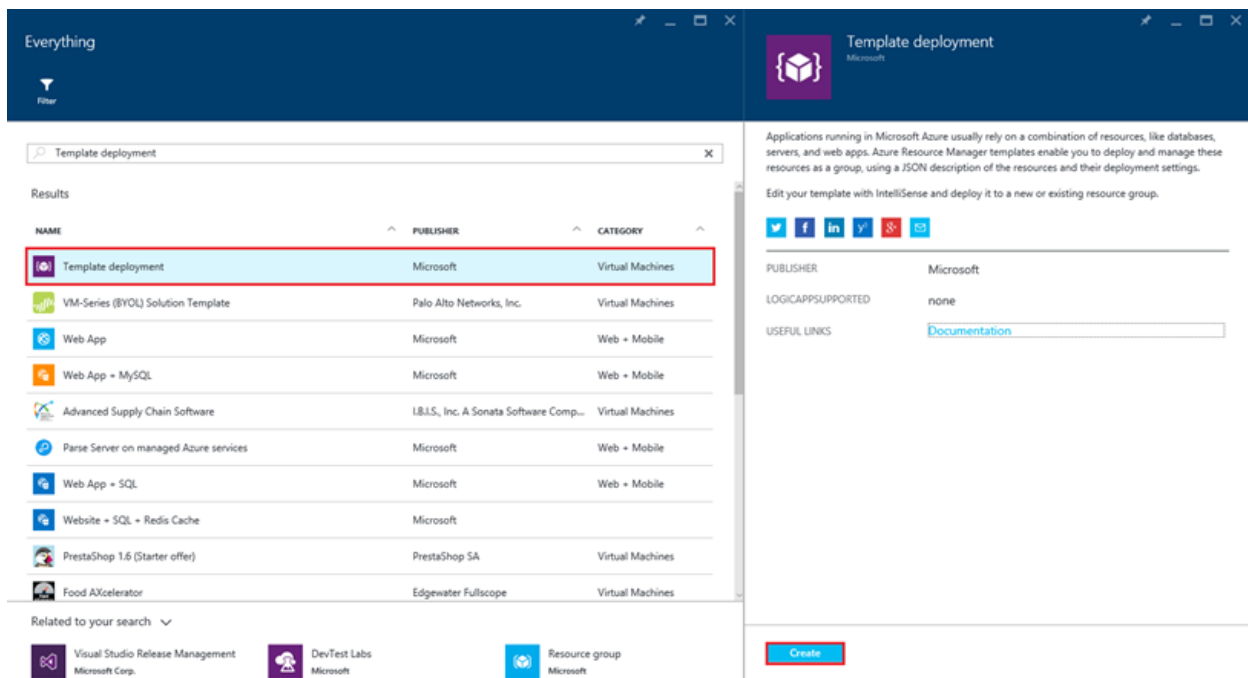 Everything
Filter
Template deployment
Results
NAME PUBLISHER CATEGORY
Template deployment Microsoft Virtual Machines
VM-Series (BYOL) Solution Template Palo Alto Networks, Inc. Virtual Machines
Web App Microsoft Web + Mobile
Web App + MySQL Microsoft Web + Mobile
Advanced Supply Chain Software I.B.I.S., Inc. A Sonata Software Comp... Virtual Machines
Parse Server on managed Azure services Microsoft Web + Mobile
Web App + SQL Microsoft Web + Mobile
Website + SQL + Redis Cache Microsoft
PrestaShop 1.6 (Starter offer) PrestaShop SA Virtual Machines
Food AXcelerator Edgewater Fullscope Virtual Machines
Related to your search
Visual Studio Release Management
Microsoft Corp.
DevTest Labs
Microsoft
Resource group
Microsoft
Template deployment
Microsoft
Applications running in Microsoft Azure usually rely on a combination of resources, like databases,
servers, and web apps. Azure Resource Manager templates enable you to deploy and manage these
resources as a group, using a JSON description of the resources and their deployment settings.
Edit your template with IntelliSense and deploy it to a new or existing resource group.
PUBLISHER Microsoft
LOGICAPPSUPPORTED none
USEFUL LINKS Documentation
Create